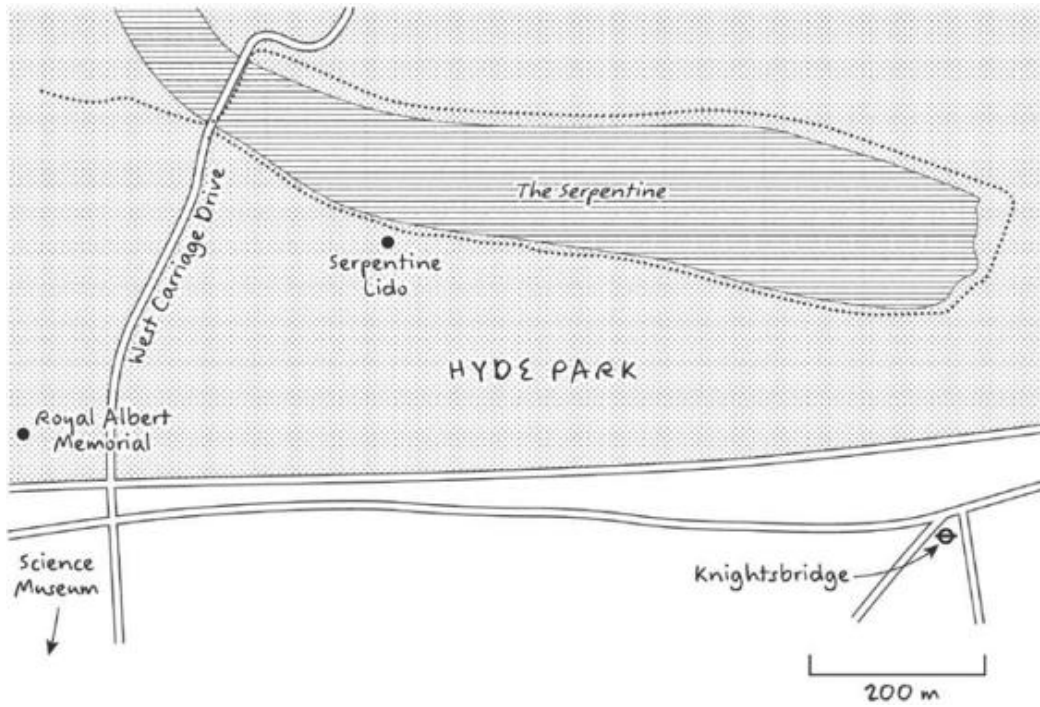 The Serpentine
West Carriage Drive
Serpentine
Lido
HYDE PARK
Royal Albert
Memorial
Science
Museum
Knightsbridge
200 m